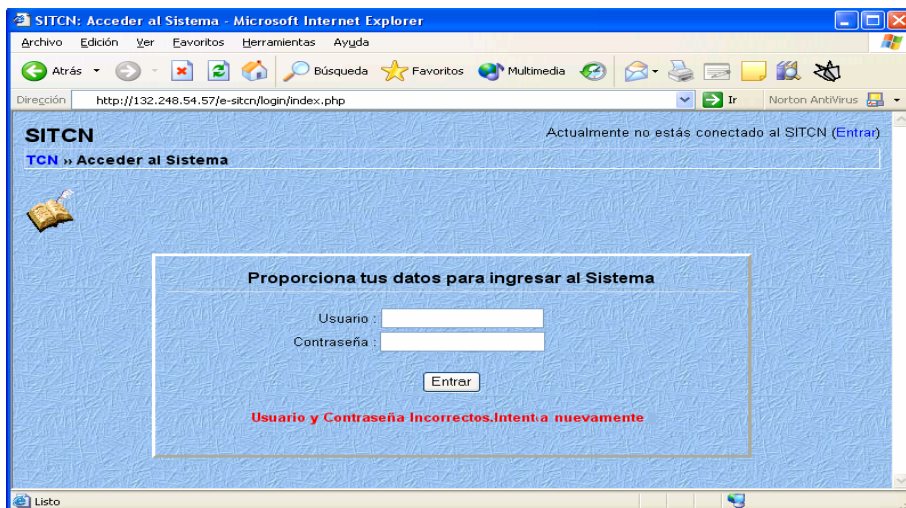 SITCN: Acceder al Sistema - Microsoft Internet Explorer
Archivo Edición Ver Favoritos Herramientas Ayuda
Atrás Búsqueda Favoritos Multimedia
Dirección http://132.248.54.57/e-sitcn/login/index.php Ir Norton AntiVirus
SITCN Actualmente no estás conectado al SITCN (Entrar)
TCN » Acceder al Sistema
Proporciona tus datos para ingresar al Sistema
Usuario :
Contraseña :
Entrar
Usuario y Contraseña Incorrectos.Intenta nuevamente
Listo